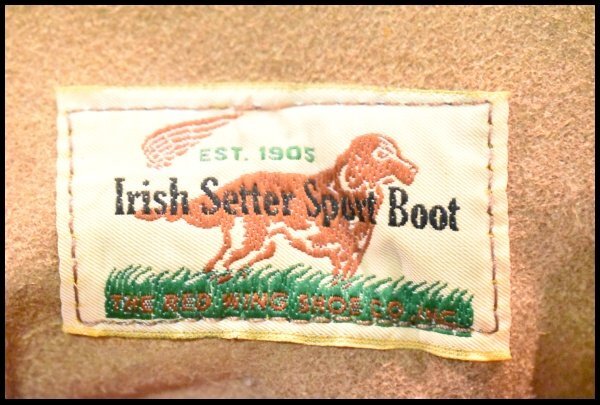 EST. 1905
Irish Setter Sport Boot
THE RED WING SHOE CO. INC.